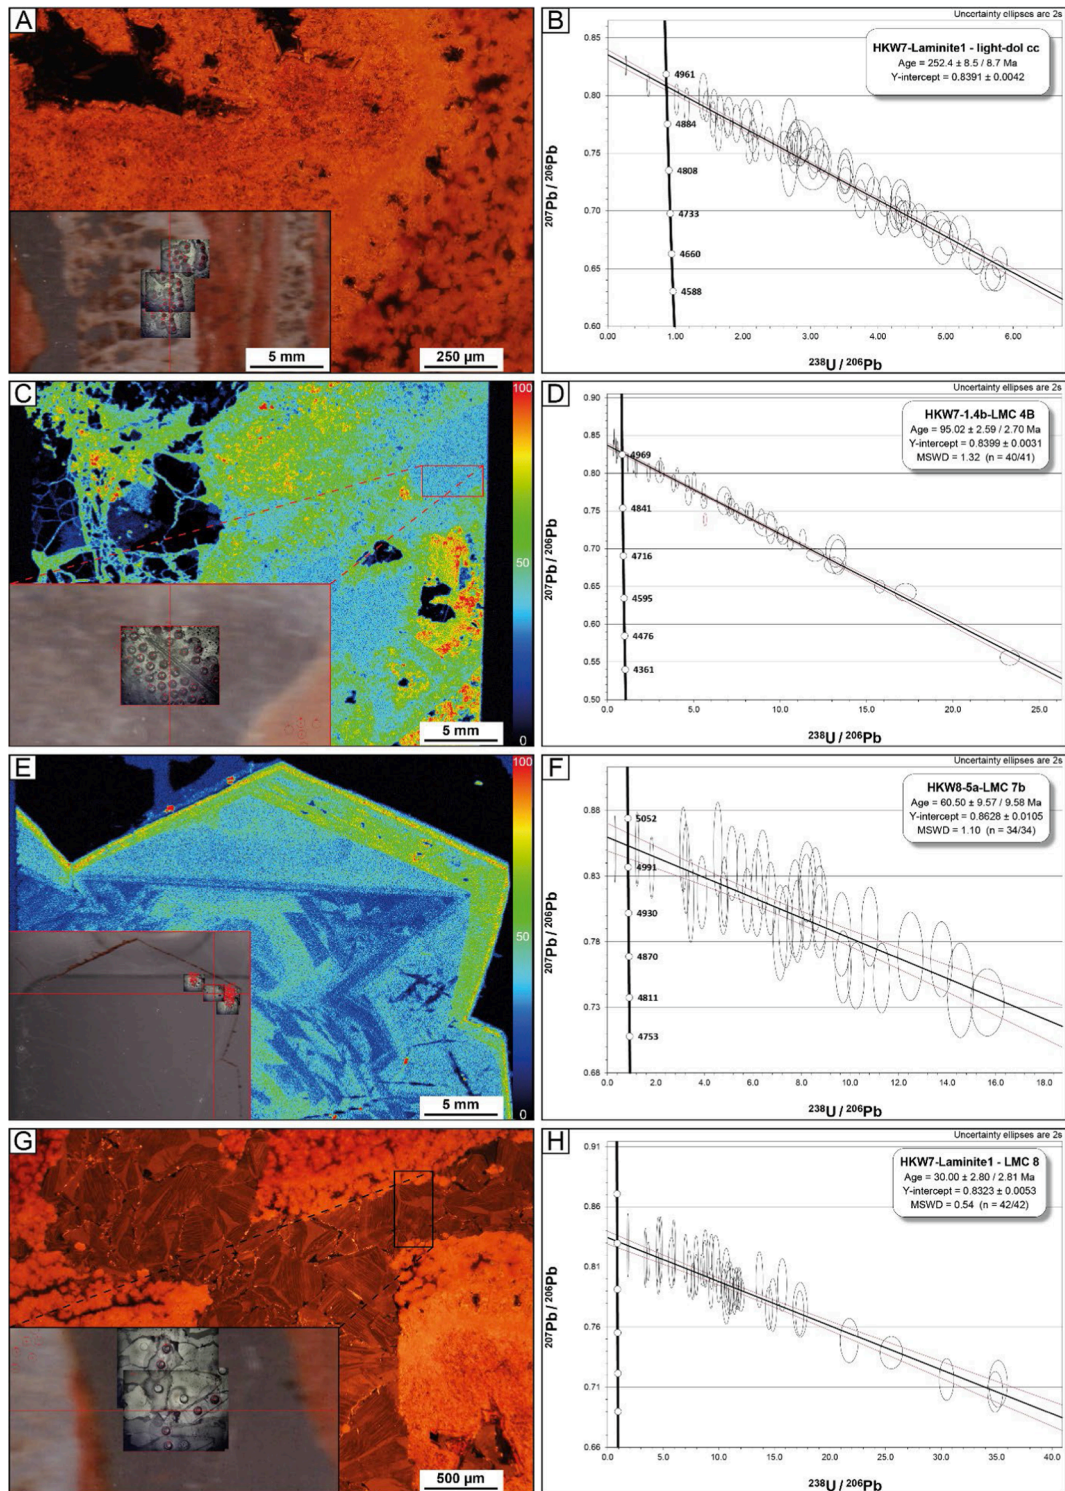 A
5 mm
250 µm
B
Uncertainty ellipses are 2s
HKW7-Laminite1 - light-dol cc
Age = 252.4 ± 8.5 / 8.7 Ma
Y-intercept = 0.8391 ± 0.0042
0.85
0.80
0.75
0.70
0.65
0.60
4961
4884
4808
4733
4660
4588
207Pb / 206Pb
0.00 1.00 2.00 3.00 4.00 5.00 6.00
238U / 206Pb
C
100
50
0
5 mm
D
Uncertainty ellipses are 2s
HKW7-1.4b-LMC 4B
Age = 95.02 ± 2.59 / 2.70 Ma
Y-intercept = 0.8399 ± 0.0031
MSWD = 1.32 (n = 40/41)
0.90
0.85
0.80
0.75
0.70
0.65
0.60
0.55
0.50
4969
4841
4716
4595
4476
4361
207Pb / 206Pb
0.0 5.0 10.0 15.0 20.0 25.0
238U / 206Pb
E
100
50
0
5 mm
F
Uncertainty ellipses are 2s
HKW8-5a-LMC 7b
Age = 60.50 ± 9.57 / 9.58 Ma
Y-intercept = 0.8628 ± 0.0105
MSWD = 1.10 (n = 34/34)
0.88
0.83
0.78
0.73
0.68
5052
4991
4930
4870
4811
4753
207Pb / 206Pb
0.0 2.0 4.0 6.0 8.0 10.0 12.0 14.0 16.0 18.0
238U / 206Pb
G
500 µm
H
Uncertainty ellipses are 2s
HKW7-Laminite1 - LMC 8
Age = 30.00 ± 2.80 / 2.81 Ma
Y-intercept = 0.8323 ± 0.0053
MSWD = 0.54 (n = 42/42)
0.91
0.86
0.81
0.76
0.71
0.66
207Pb / 206Pb
0.0 5.0 10.0 15.0 20.0 25.0 30.0 35.0 40.0
238U / 206Pb